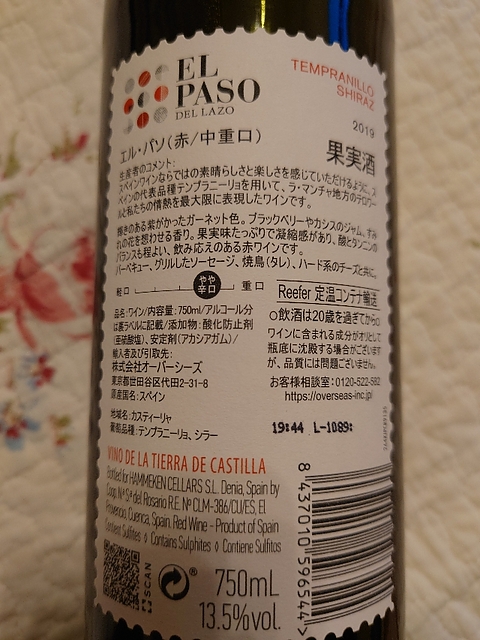 EL
PASO
DEL LAZO
TEMPRANILLO
SHIRAZ
2019
エル・パソ(赤/中重口)
果実酒
生産者のコメント:
スペインワインならではの素晴らしさと楽しさを感じていただけるように、ス
ペインの代表品種テンプラニーリョを用いて、ラ・マンチャ地方のテロワー
ルと私たちの情熱を最大限に表現したワインです。
輝きのある紫がかったガーネット色。ブラックベリーやカシスのジャム、すみ
れの花を想わせる香り。果実味たっぷりで凝縮感があり、酸とタンニンの
バランスも程よい、飲み応えのある赤ワインです。
バーベキュー、グリルしたソーセージ、焼鳥(タレ)、ハード系のチーズと共に。
軽口
やや
辛口
重口
品名:ワイン/内容量:750ml/アルコール分
は裏ラベルに記載/添加物:酸化防止剤
(亜硫酸塩)、安定剤(アカシアガム)/
輸入者及び引取先:
株式会社オーバーシーズ
東京都世田谷区代田2-31-8
原産国名:スペイン
地域名:カスティーリャ
葡萄品種:テンプラニーリョ、シラー
Reefer 定温コンテナ輸送
○飲酒は20歳を過ぎてから○
ワインに含まれる成分がオリとして
瓶底に沈殿する場合がございます
が、品質には問題ございません。
お客様相談室:0120-522-582
https://overseas-inc.jp/
19:44 L-1089:
VINO DE LA TIERRA DE CASTILLA
Bottled for HAMMEKEN CELLARS S.L. Denia, Spain by
Coop. Nª Sª del Rosario R.E. Nº CLM-386/CU/ES, El
Provencio, Cuenca, Spain. Red Wine - Product of Spain
Content Sulfites ◊ Contains Sulphites ◊ Contiene Sulfitos
SCAN
®
750mL
13.5%vol.
8 437010 596544 >